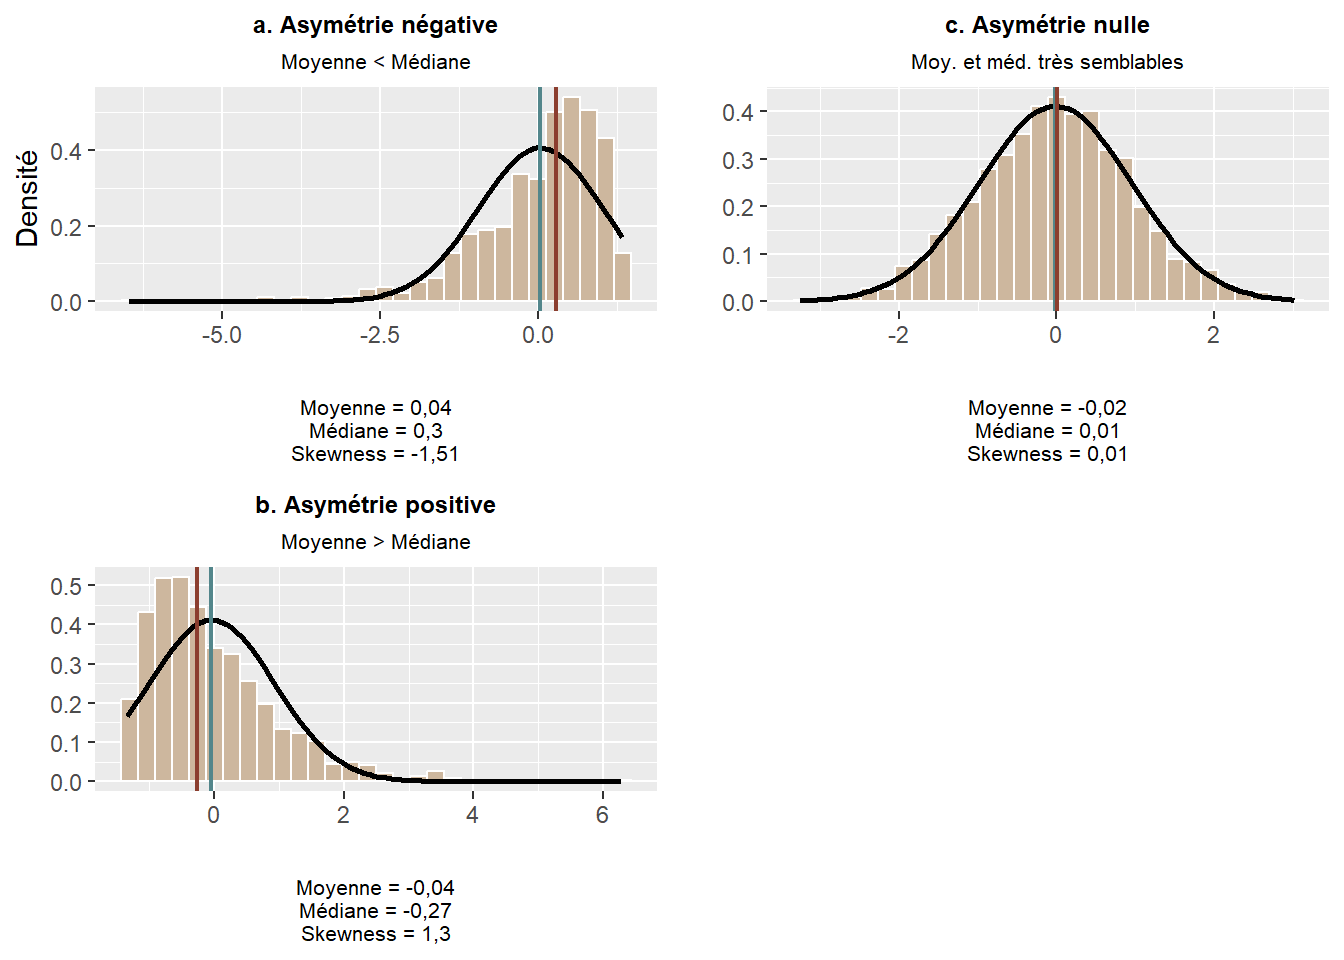 a. Asymétrie négative
Moyenne < Médiane
Densité
0.4
0.2
0.0
-5.0 -2.5 0.0
Moyenne = 0,04
Médiane = 0,3
Skewness = -1,51
c. Asymétrie nulle
Moy. et méd. très semblables
0.4
0.3
0.2
0.1
0.0
-2 0 2
Moyenne = -0,02
Médiane = 0,01
Skewness = 0,01
b. Asymétrie positive
Moyenne > Médiane
0.5
0.4
0.3
0.2
0.1
0.0
0 2 4 6
Moyenne = -0,04
Médiane = -0,27
Skewness = 1,3